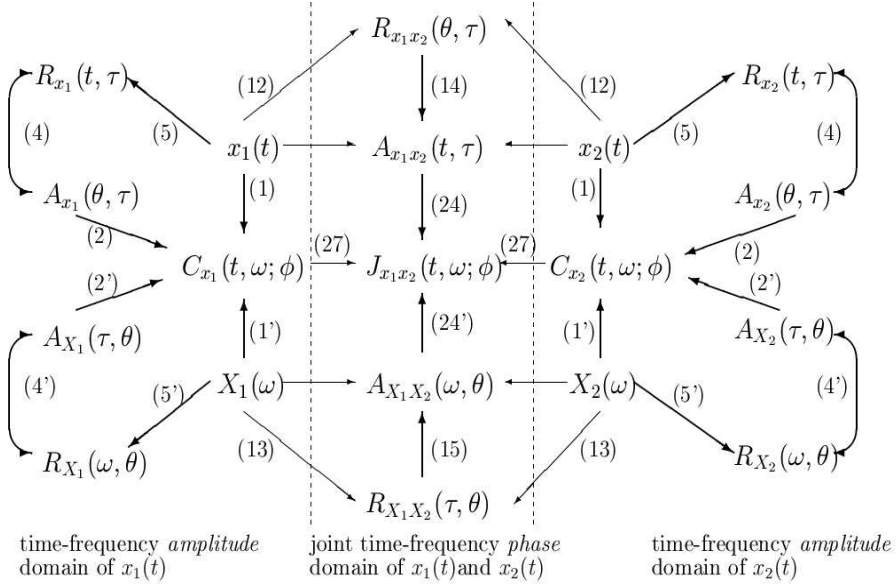 R_{x_1x_2}(θ, τ)
R_{x_1}(t, τ) (12) (14) (12) R_{x_2}(t, τ)
(4) (5) (5) (4)
x_1(t) A_{x_1x_2}(t, τ) x_2(t)
A_{x_1}(θ, τ) (1) (24) (1) A_{x_2}(θ, τ)
(2) (27) (27) (2)
C_{x_1}(t, ω; φ) J_{x_1x_2}(t, ω; φ) C_{x_2}(t, ω; φ)
(2') (2')
A_{X_1}(τ, θ) (1') (24') (1') A_{X_2}(τ, θ)
(4') (5') X_1(ω) A_{X_1X_2}(ω, θ) X_2(ω) (5') (4')
R_{X_1}(ω, θ) (13) (15) (13) R_{X_2}(ω, θ)
R_{X_1X_2}(τ, θ)
time-frequency amplitude
domain of x_1(t)
joint time-frequency phase
domain of x_1(t)and x_2(t)
time-frequency amplitude
domain of x_2(t)